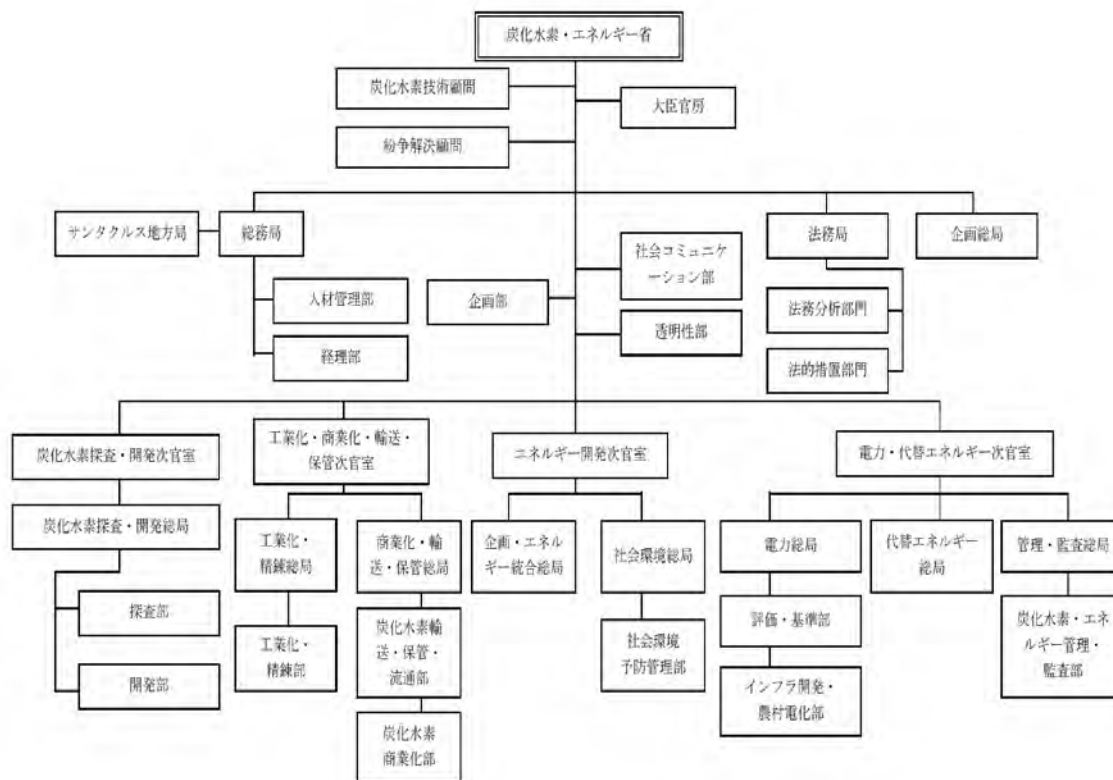 炭化水素・エネルギー省
炭化水素技術顧問
大臣官房
紛争解決顧問
サンタクルス地方局
総務局
法務局
企画総局
社会コミュニケ
ーション部
人材管理部
企画部
法務分析部門
透明性部
経理部
法的措置部門
炭化水素探査・開発次官室
工業化・商業化・輸送・
保管次官室
エネルギー開発次官室
電力・代替エネルギー次官室
炭化水素探査・開発総局
工業化・
精錬総局
商業化・輸
送・保管総局
企画・エネル
ギー統合総局
社会環境総局
電力総局
代替エネルギー
総局
管理・監査総局
探査部
開発部
工業化・
精錬部
炭化水素輸
送・保管・
流通部
炭化水素
商業化部
社会環境
予防管理部
評価・基準部
インフラ開発・
農村電化部
炭化水素・エネ
ルギー管理・
監査部